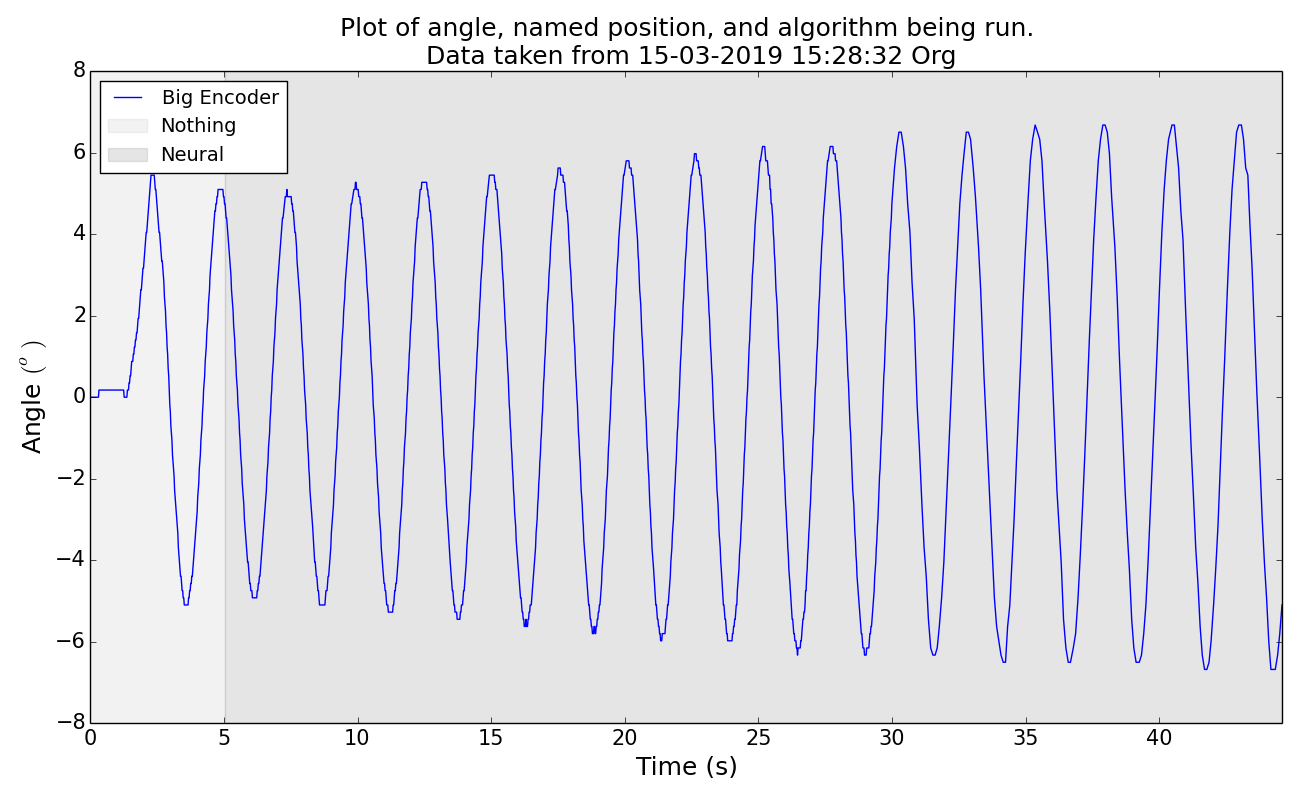 Plot of angle, named position, and algorithm being run.
Data taken from 15-03-2019 15:28:32 Org
Big Encoder
Nothing
Neural
8
6
4
2
0
−2
−4
−6
−8
Angle (°)
0 5 10 15 20 25 30 35 40
Time (s)